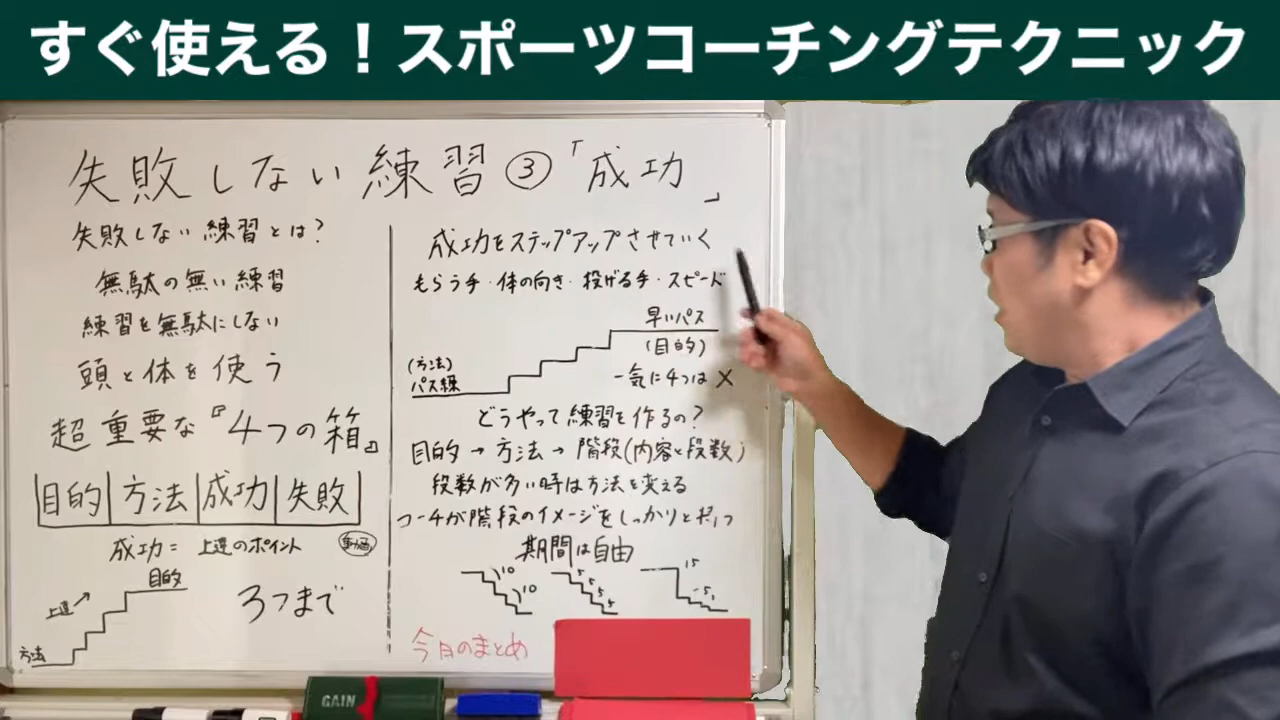 すぐ使える！スポーツコーチングテクニック
失敗しない練習③「成功」
失敗しない練習とは？
無駄の無い練習
練習を無駄にしない
頭と体を使う
超重要な『4つの箱』
目的 方法 成功 失敗
成功＝ 上達のポイント 動画
目的
上達
方法
3つまで
成功をステップアップさせていく
もらう手・体の向き・投げる手・スピード
早いパス
(目的)
(方法)
パス練
一気に4つは×
どうやって練習を作るの？
目的→方法→階段(内容と段数)
段数が多い時は方法を変える
コーチが階段のイメージをしっかりと持つ
期間は自由
10 10
5 5 5 5
15 5
今日のまとめ
GAIN